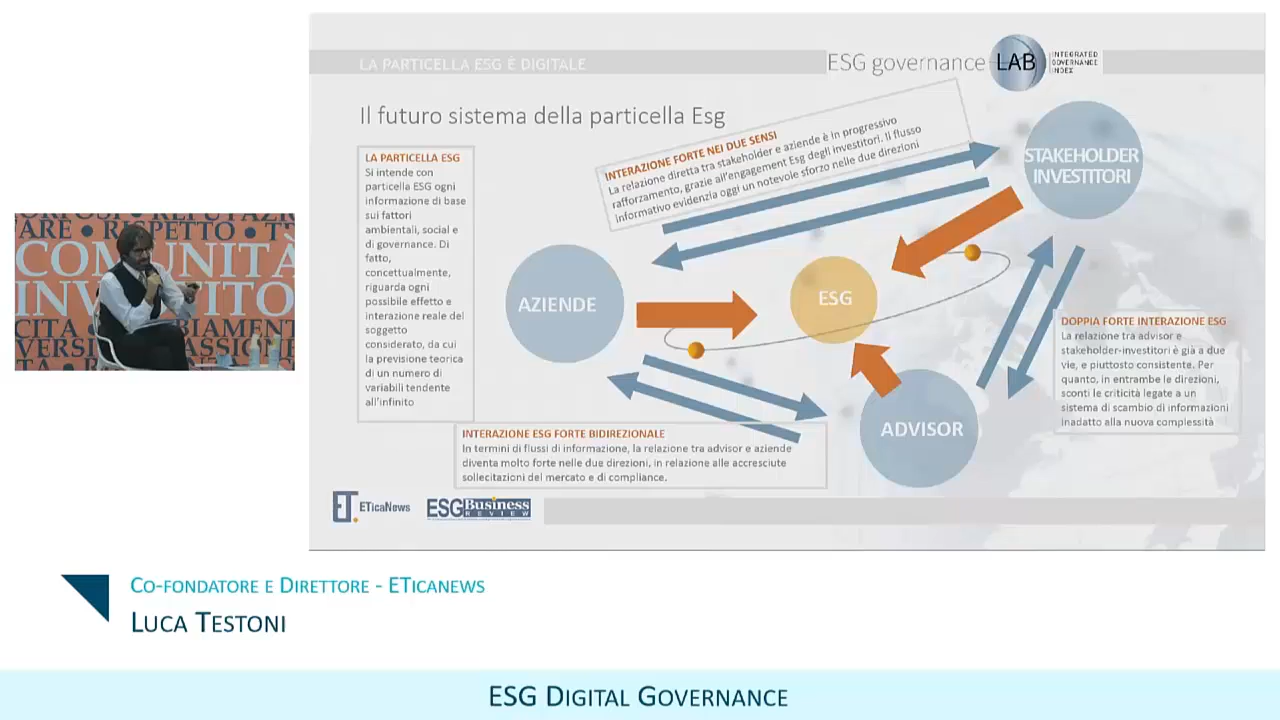 LA PARTICELLA ESG È DIGITALE
ESG governance LAB
INTEGRATED
GOVERNANCE
INDEX
Il futuro sistema della particella Esg
LA PARTICELLA ESG
Si intende con
particella ESG ogni
informazione di base
sui fattori
ambientali, social e
di governance. Di
fatto,
concettualmente,
riguarda ogni
possibile effetto e
interazione reale del
soggetto
considerato, da cui
la previsione teorica
di un numero di
variabili tendente
all'infinito
INTERAZIONE FORTE NEI DUE SENSI
La relazione diretta tra stakeholder e aziende è in progressivo
rafforzamento, grazie all'engagement Esg degli investitori. Il flusso
informativo evidenzia oggi un notevole sforzo nelle due direzioni
STAKEHOLDER
INVESTITORI
AZIENDE
ESG
ADVISOR
DOPPIA FORTE INTERAZIONE ESG
La relazione tra advisor e
stakeholder-investitori è già a due
vie, e piuttosto consistente. Per
quanto, in entrambe le direzioni,
sconti le criticità legate a un
sistema di scambio di informazioni
inadatto alla nuova complessità
INTERAZIONE ESG FORTE BIDIREZIONALE
In termini di flussi di informazione, la relazione tra advisor e aziende
diventa molto forte nelle due direzioni, in relazione alle accresciute
sollecitazioni del mercato e di compliance.
ET.
ETicaNews
ESG Business
REVIEW
ARE • RISPETTO • T
COMUNITÀ
CITA
CO-FONDATORE E DIRETTORE - ETICANEWS
LUCA TESTONI
ESG DIGITAL GOVERNANCE